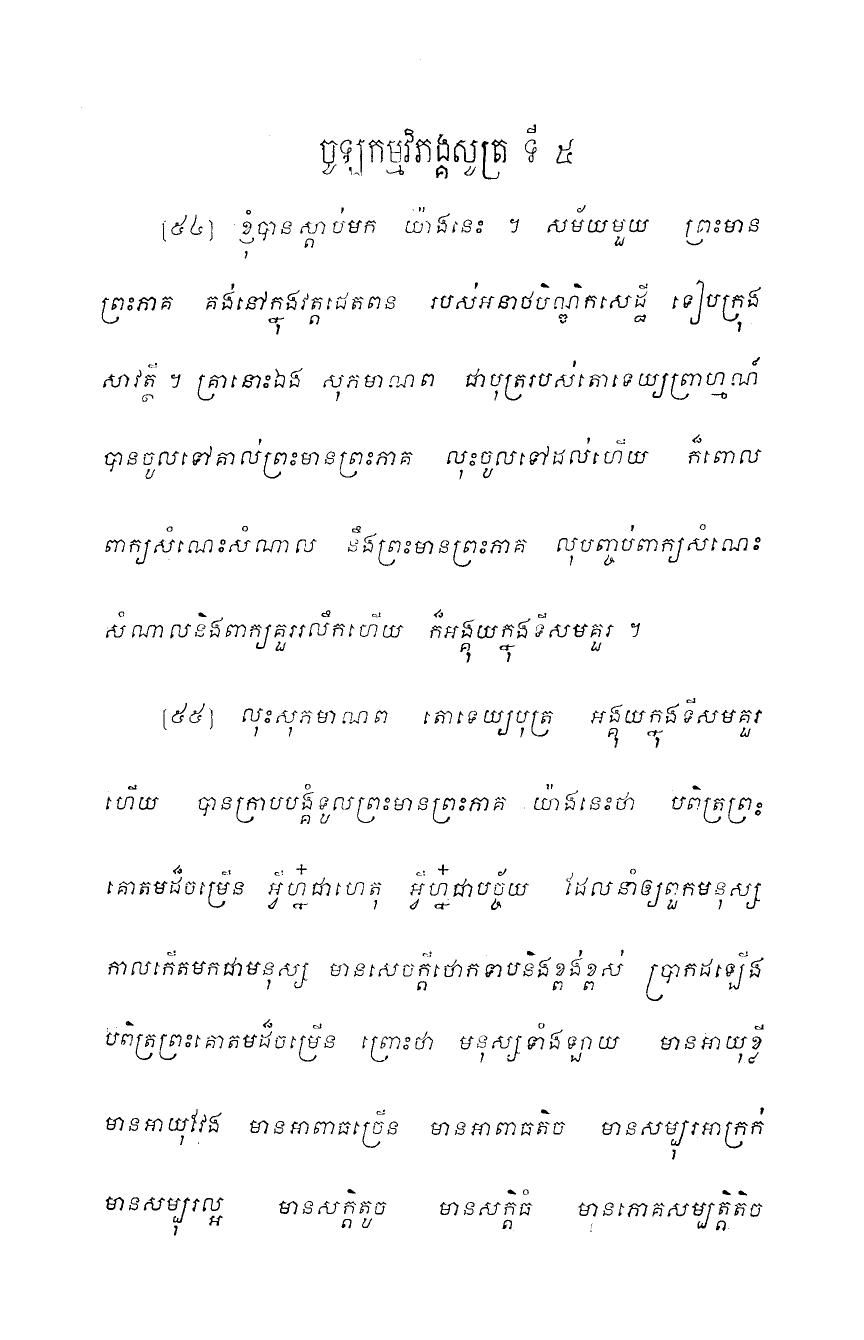 ចូឡកម្មវិភង្គសូត្រ ទី ៥
[៥៤] ខ្ញុំបានស្តាប់មក យ៉ាងនេះ ។ សម័យមួយ ព្រះមាន
ព្រះភាគ គង់នៅក្នុងវត្តជេតពន របស់អនាថបិណ្ឌិកសេដ្ឋី ទៀបក្រុង
សាវត្ថី ។ គ្រានោះឯង សុភមាណព ជាបុត្ររបស់តោទេយ្យព្រាហ្មណ៍
បានចូលទៅគាល់ព្រះមានព្រះភាគ លុះចូលទៅដល់ហើយ ក៏ពោល
ពាក្យសំណេះសំណាល នឹងព្រះមានព្រះភាគ លុបញ្ចប់ពាក្យសំណេះ
សំណាលនិងពាក្យគួររលឹកហើយ ក៏អង្គុយក្នុងទីសមគួរ ។
[៥៥] លុះសុភមាណព តោទេយ្យបុត្រ អង្គុយក្នុងទីសមគួរ
ហើយ បានក្រាបបង្គំទូលព្រះមានព្រះភាគ យ៉ាងនេះថា បពិត្រព្រះ
គោតមដ៏ចម្រើន អ្វីហ្ន៎ជាហេតុ អ្វីហ្ន៎ជាបច្ច័យ ដែលនាំឲ្យពួកមនុស្ស
កាលកើតមកជាមនុស្ស មានសេចក្តីថោកទាបនិងខ្ពង់ខ្ពស់ ប្រាកដឡើង
បពិត្រព្រះគោតមដ៏ចម្រើន ព្រោះថា មនុស្សទាំងឡាយ មានអាយុខ្លី
មានអាយុវែង មានអាពាធច្រើន មានអាពាធតិច មានសម្បុរអាក្រក់
មានសម្បុរល្អ មានសក្តិតូច មានសក្តិធំ មានភោគសម្បត្តិតិច